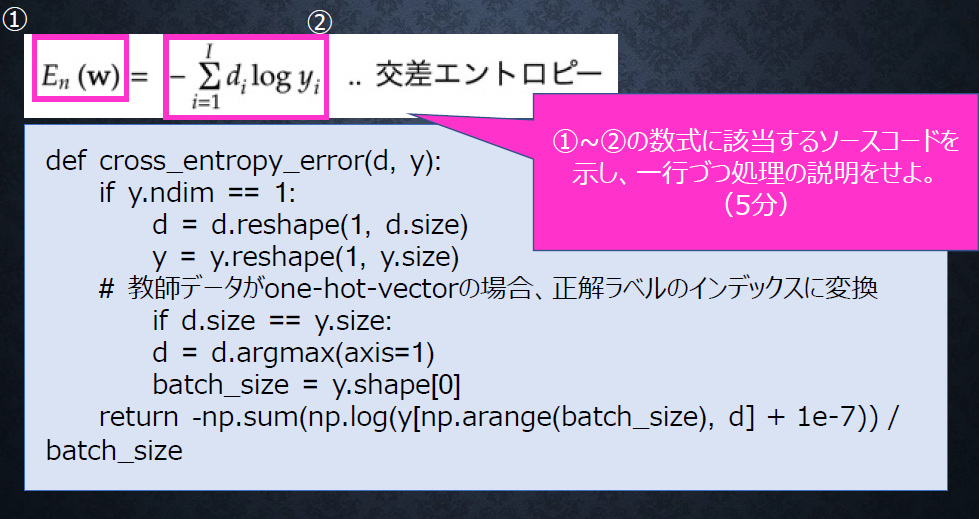 ① ②
Eₙ(w) = − Σ_{i=1}^{I} dᵢ log yᵢ .. 交差エントロピー
①~②の数式に該当するソースコードを
示し、一行づつ処理の説明をせよ。
（5分）
def cross_entropy_error(d, y):
if y.ndim == 1:
d = d.reshape(1, d.size)
y = y.reshape(1, y.size)
# 教師データがone-hot-vectorの場合、正解ラベルのインデックスに変換
if d.size == y.size:
d = d.argmax(axis=1)
batch_size = y.shape[0]
return -np.sum(np.log(y[np.arange(batch_size), d] + 1e-7)) /
batch_size